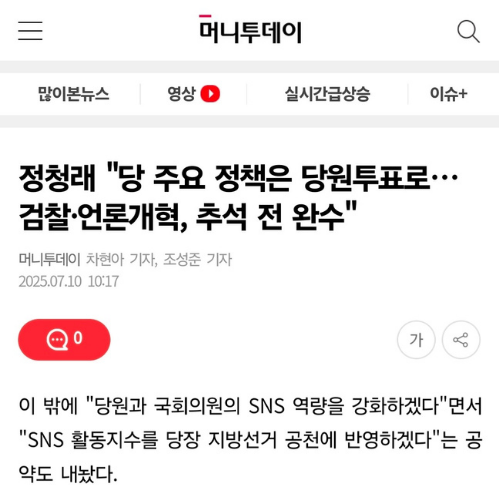 머니투데이
많이본뉴스 영상 실시간급상승 이슈+
정청래 "당 주요 정책은 당원투표로…
검찰·언론개혁, 추석 전 완수"
머니투데이 차현아 기자, 조성준 기자
2025.07.10 10:17
0 가
이 밖에 "당원과 국회의원의 SNS 역량을 강화하겠다"면서
"SNS 활동지수를 당장 지방선거 공천에 반영하겠다"는 공
약도 내놨다.